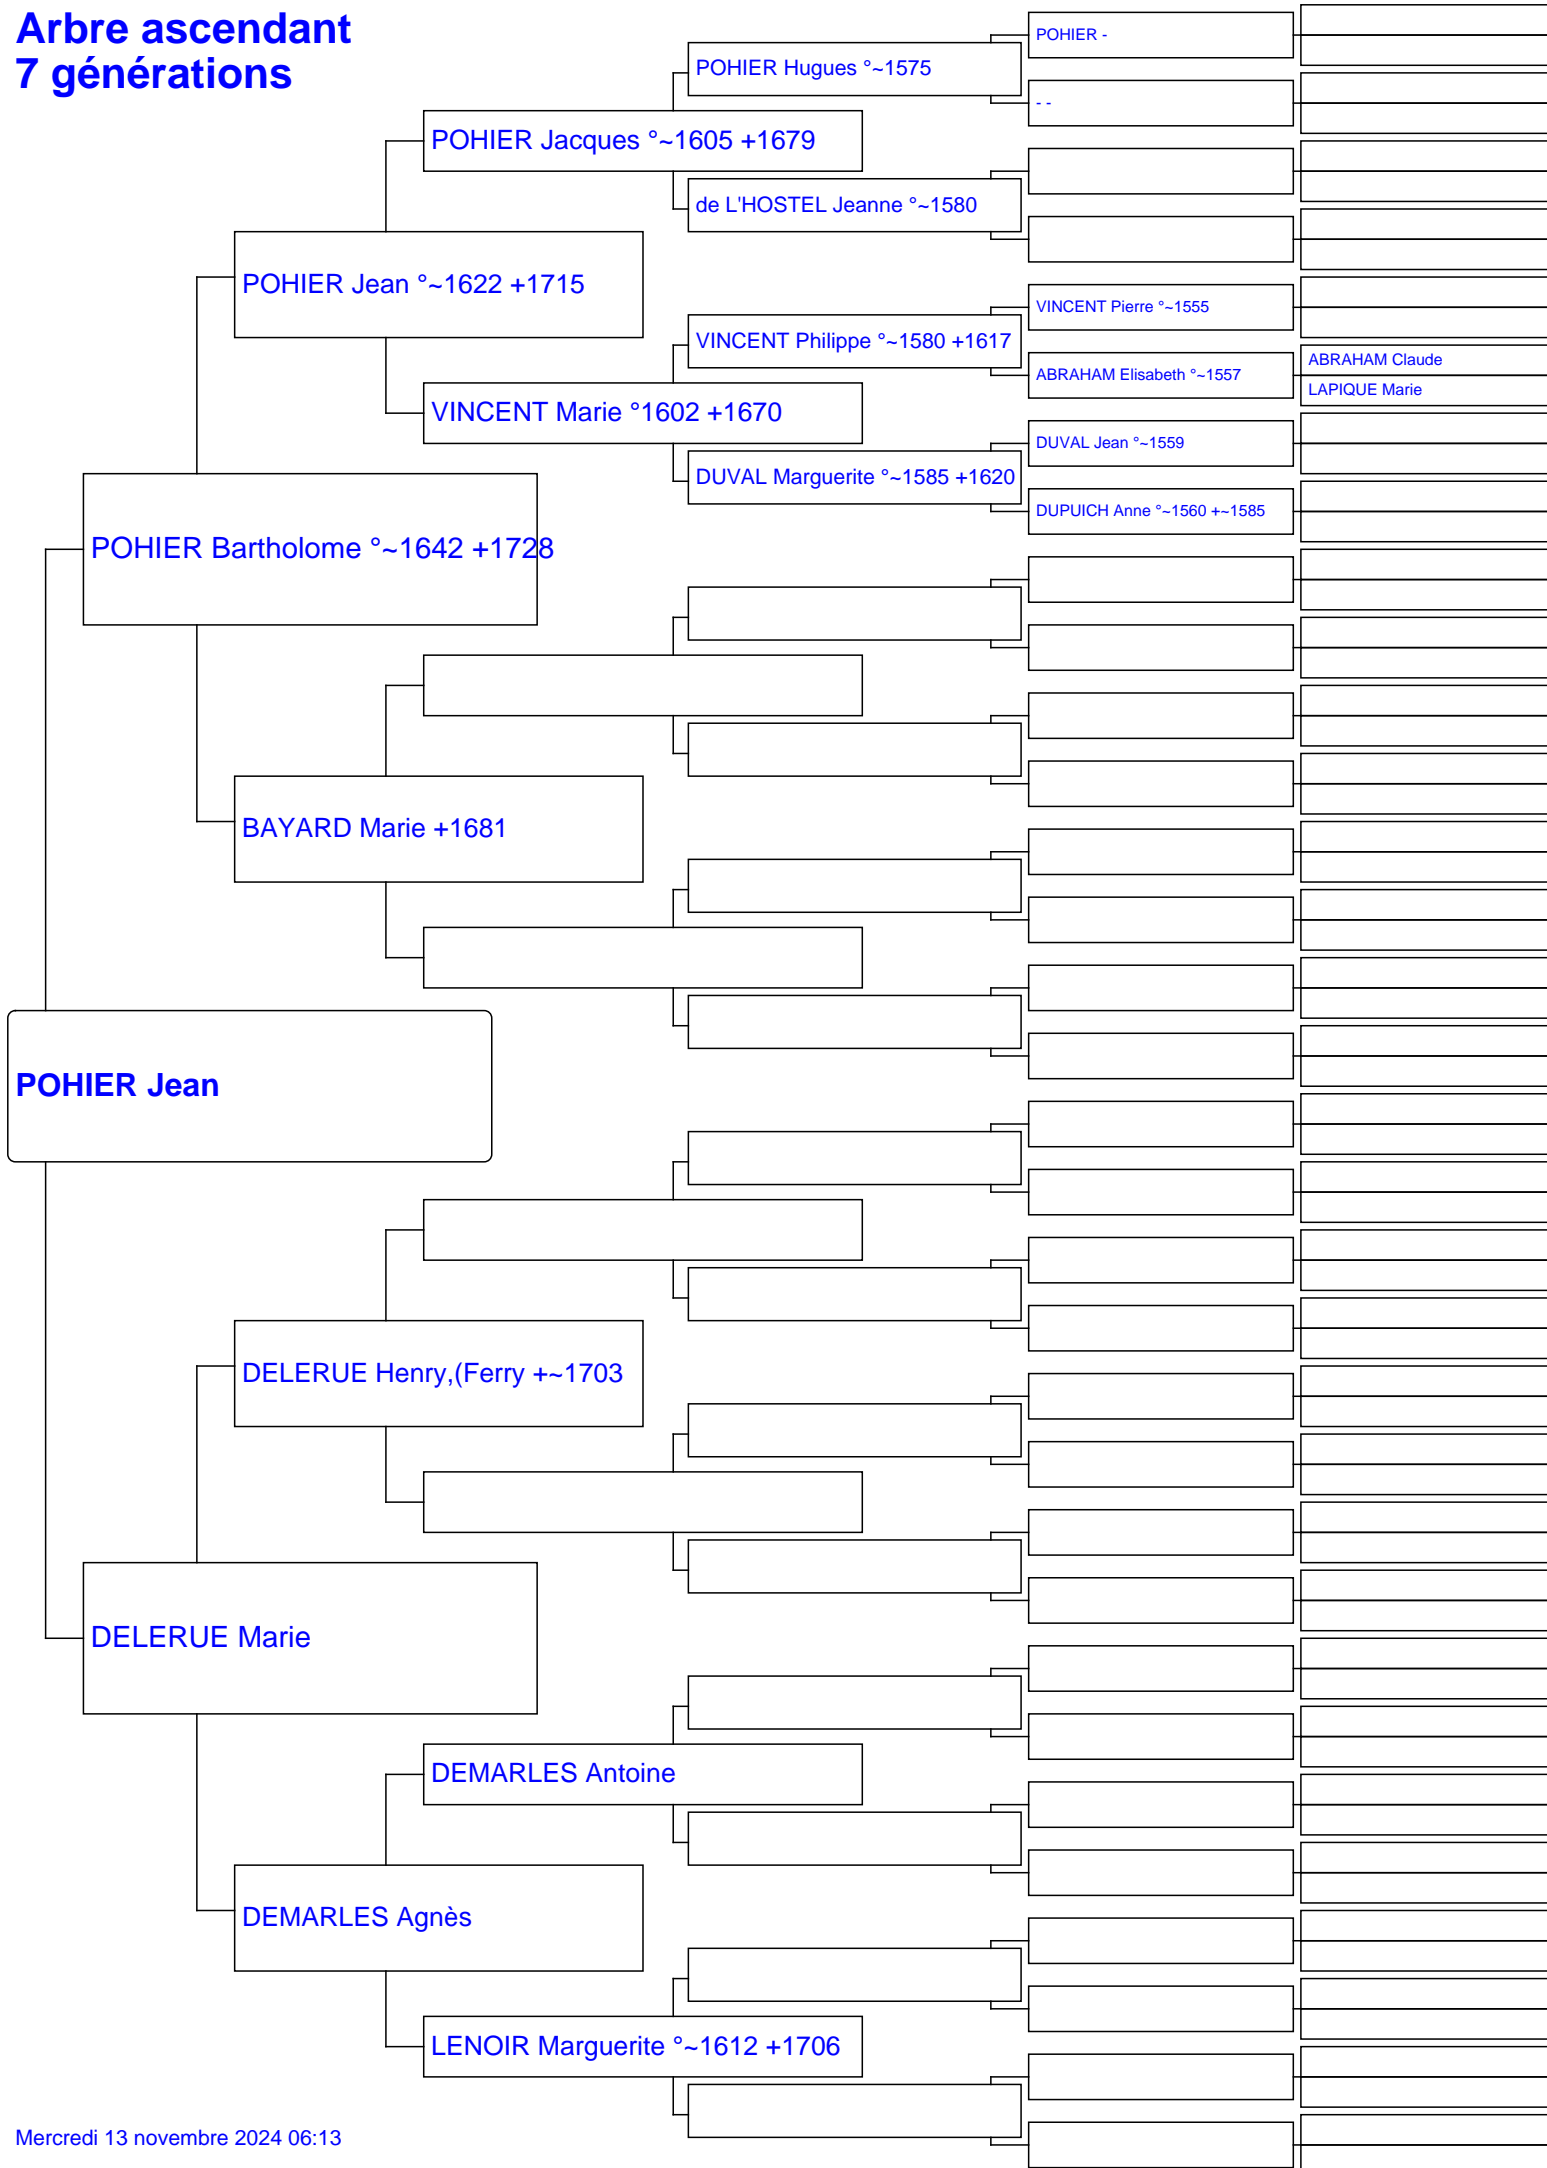 Arbre ascendant
7 générations
POHIER -
POHIER Hugues °~1575
- -
POHIER Jacques °~1605 +1679
de L'HOSTEL Jeanne °~1580
POHIER Jean °~1622 +1715
VINCENT Pierre °~1555
VINCENT Philippe °~1580 +1617
ABRAHAM Claude
ABRAHAM Elisabeth °~1557
LAPIQUE Marie
VINCENT Marie °1602 +1670
DUVAL Jean °~1559
DUVAL Marguerite °~1585 +1620
DUPUICH Anne °~1560 +~1585
POHIER Bartholome °~1642 +1728
BAYARD Marie +1681
POHIER Jean
DELERUE Henry,(Ferry +~1703
DELERUE Marie
DEMARLES Antoine
DEMARLES Agnès
LENOIR Marguerite °~1612 +1706
Mercredi 13 novembre 2024 06:13